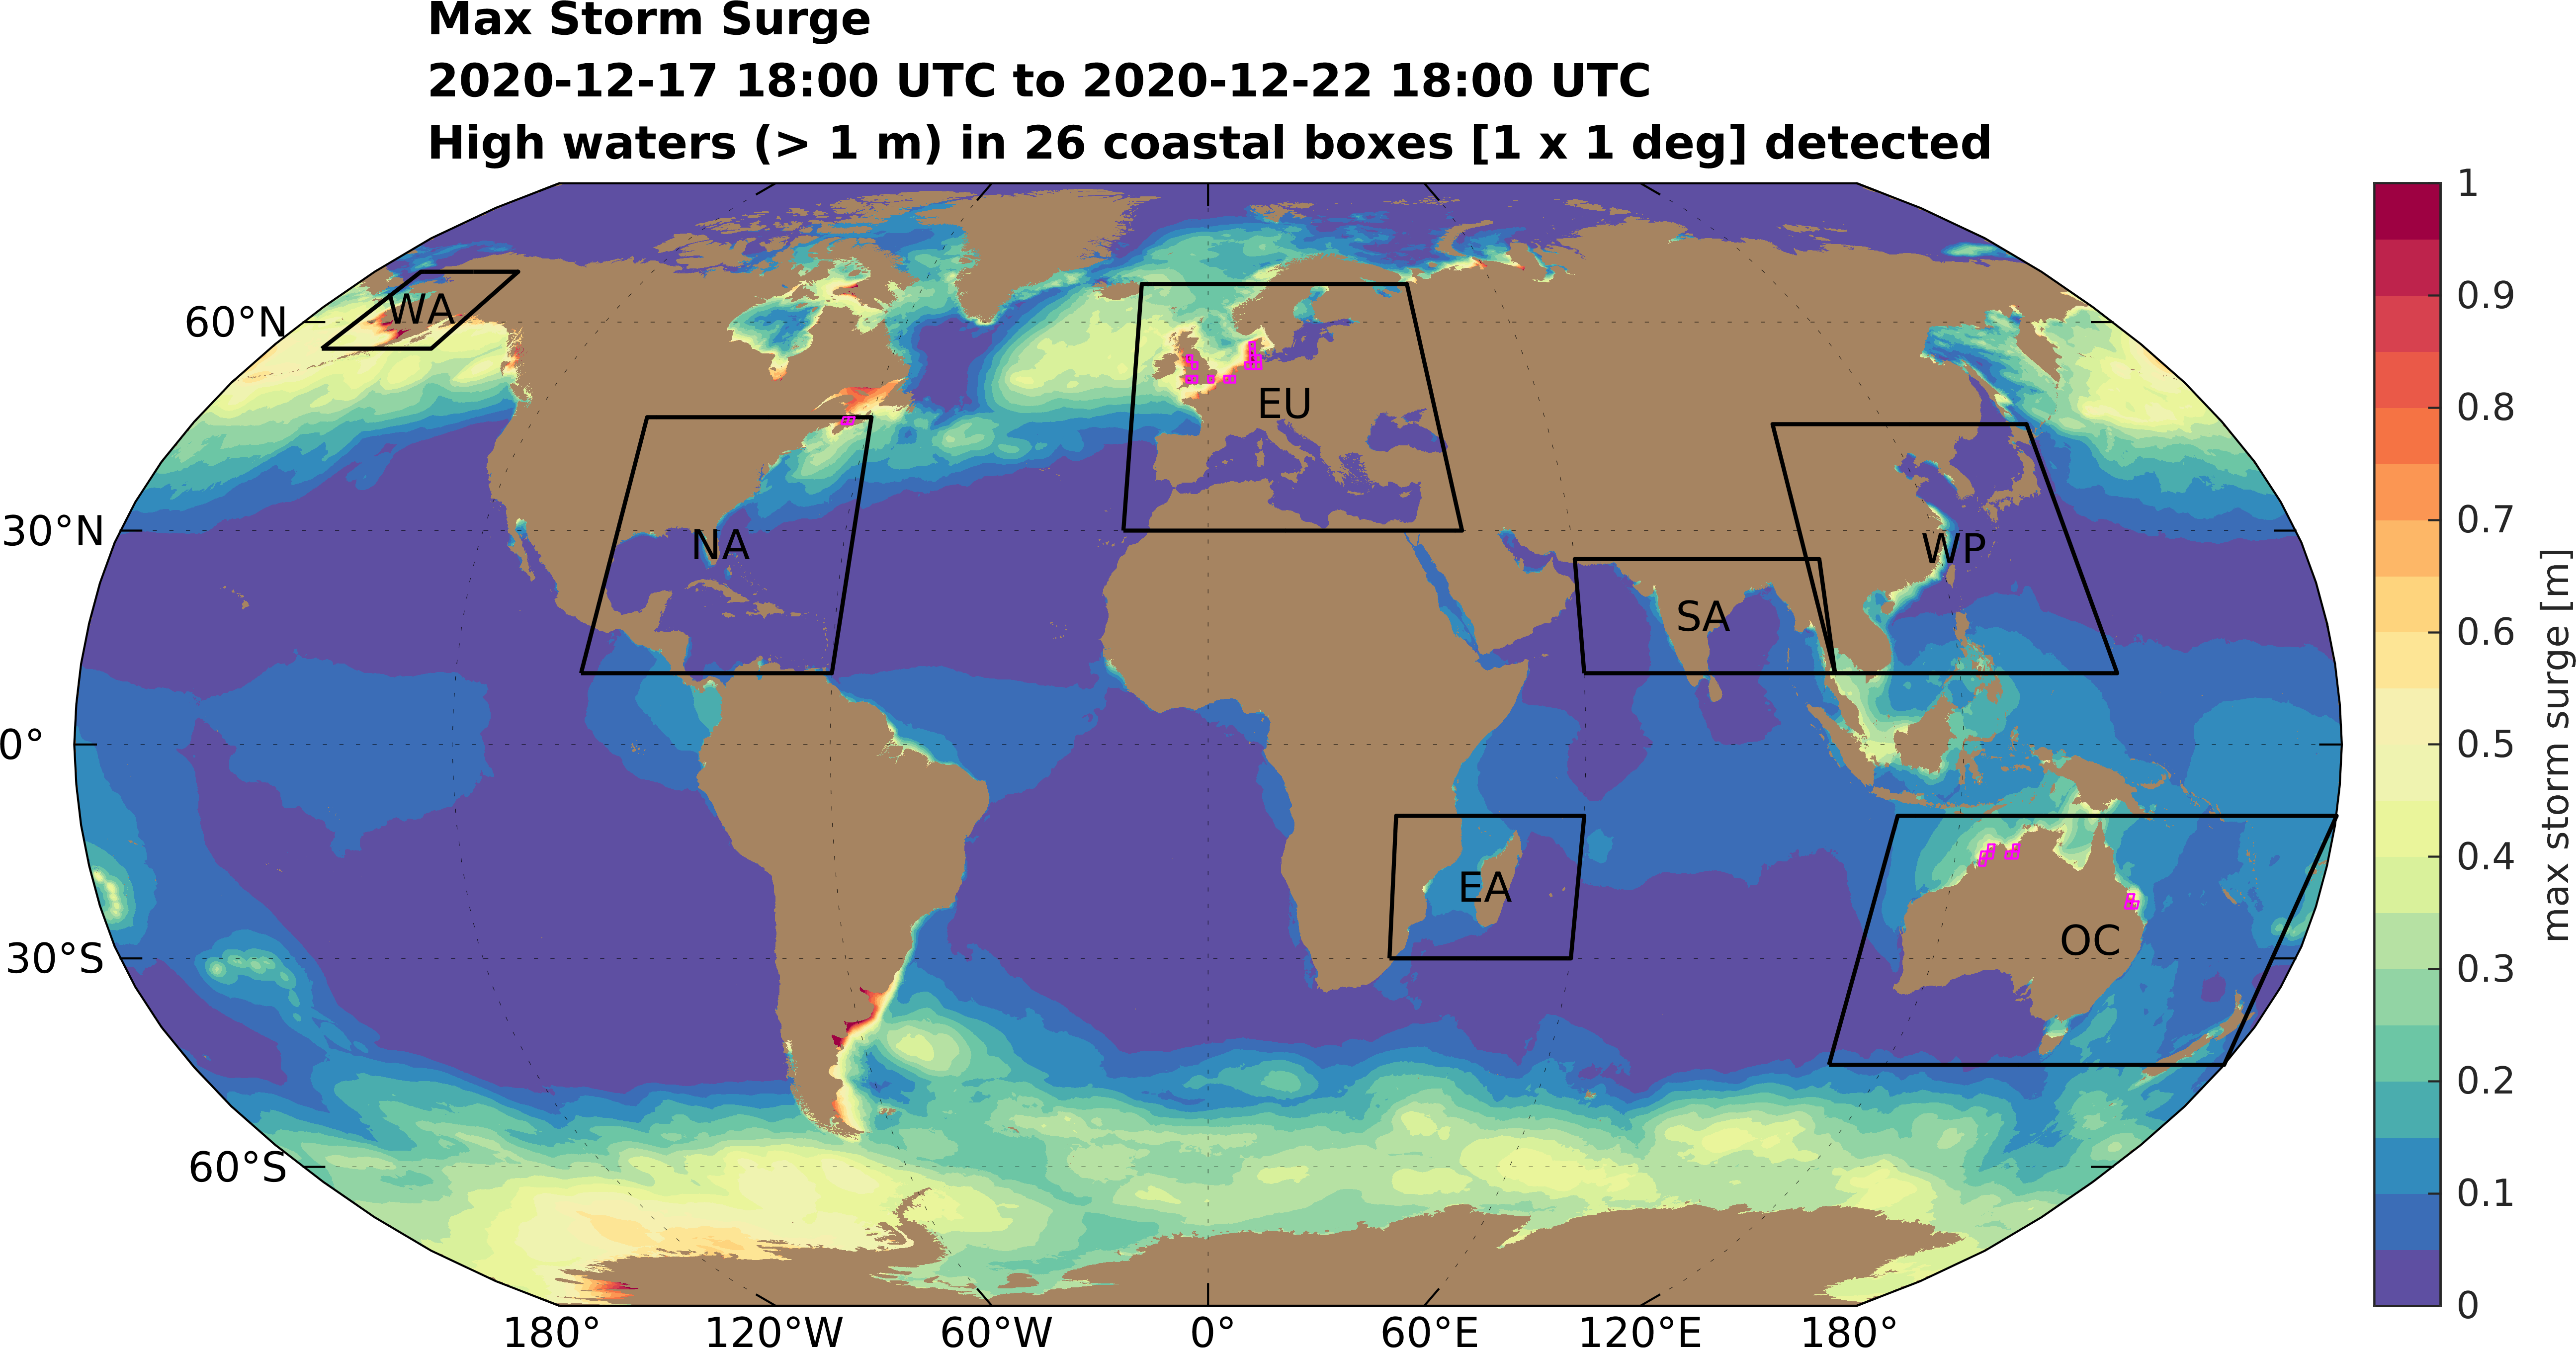 Max Storm Surge
2020-12-17 18:00 UTC to 2020-12-22 18:00 UTC
High waters (> 1 m) in 26 coastal boxes [1 x 1 deg] detected
60°N
30°N
0°
30°S
60°S
WA
NA
EU
SA
WP
EA
OC
180°
120°W
60°W
0°
60°E
120°E
180°
1
0.9
0.8
0.7
0.6
0.5
0.4
0.3
0.2
0.1
0
max storm surge [m]